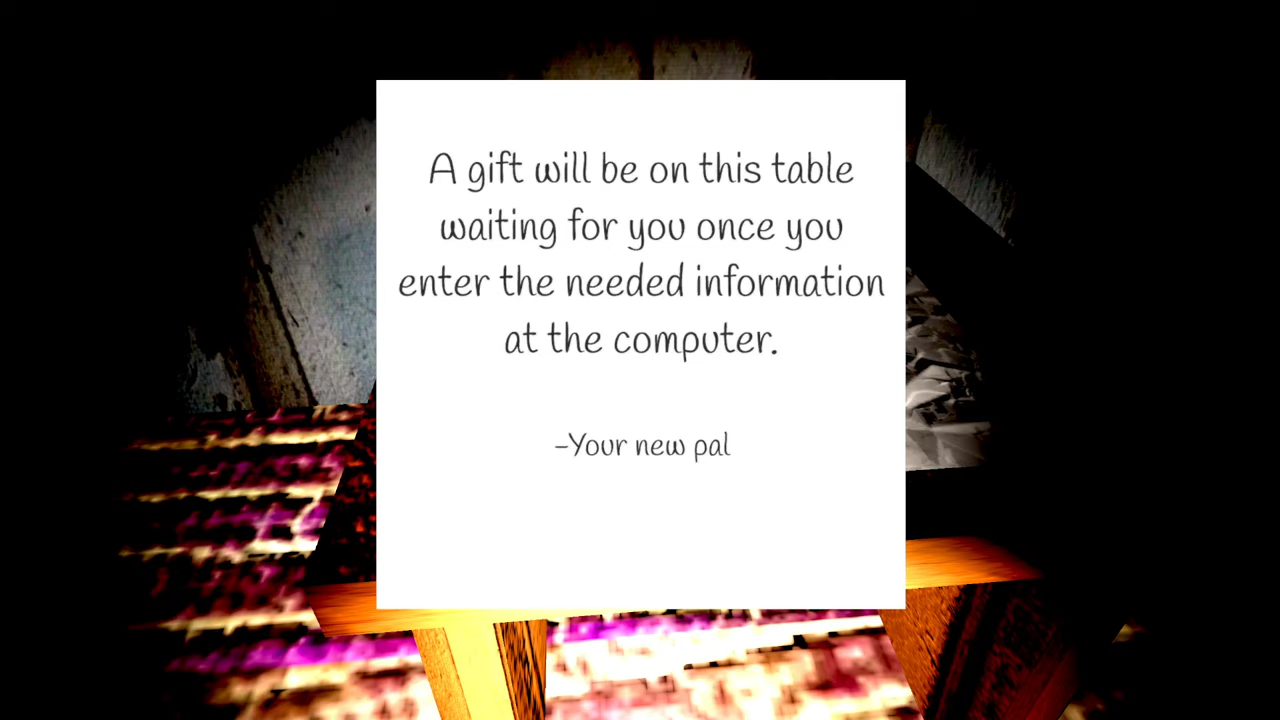 A gift will be on this table
waiting for you once you
enter the needed information
at the computer.
-Your new pal